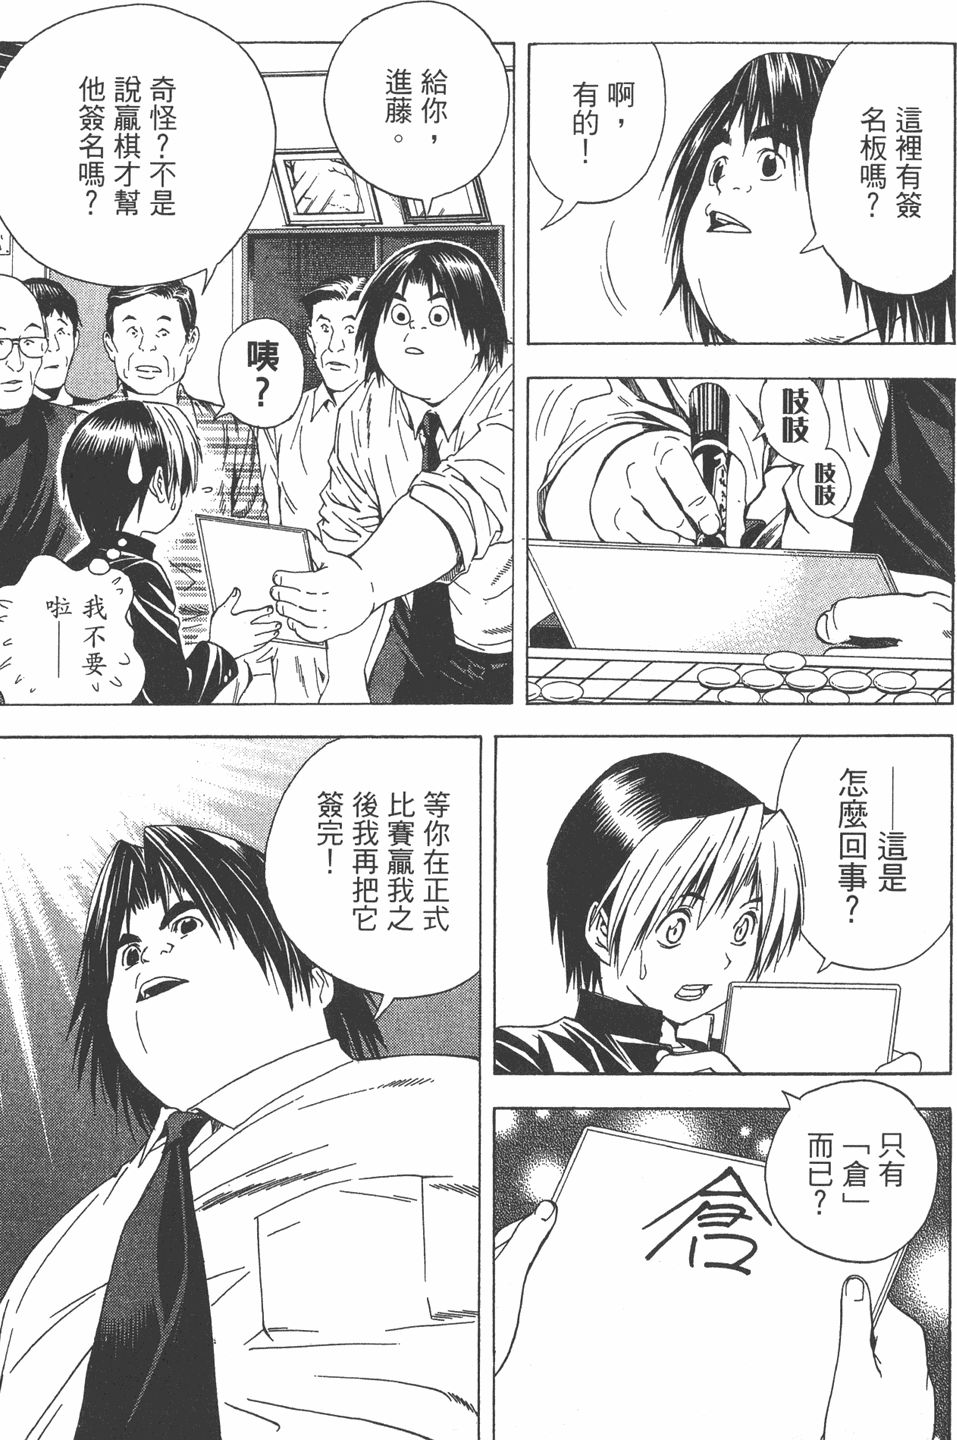 這裡有簽
名板嗎？
啊，
有的！
吱吱
吱吱
給你，
進藤。
奇怪？不是
說贏棋才幫
他簽名嗎？
咦？
我不要
啦——
——這是
怎麼回事？
只有
「倉」
而已？
倉
等你在正式
比賽贏我之
後我再把它
簽完！